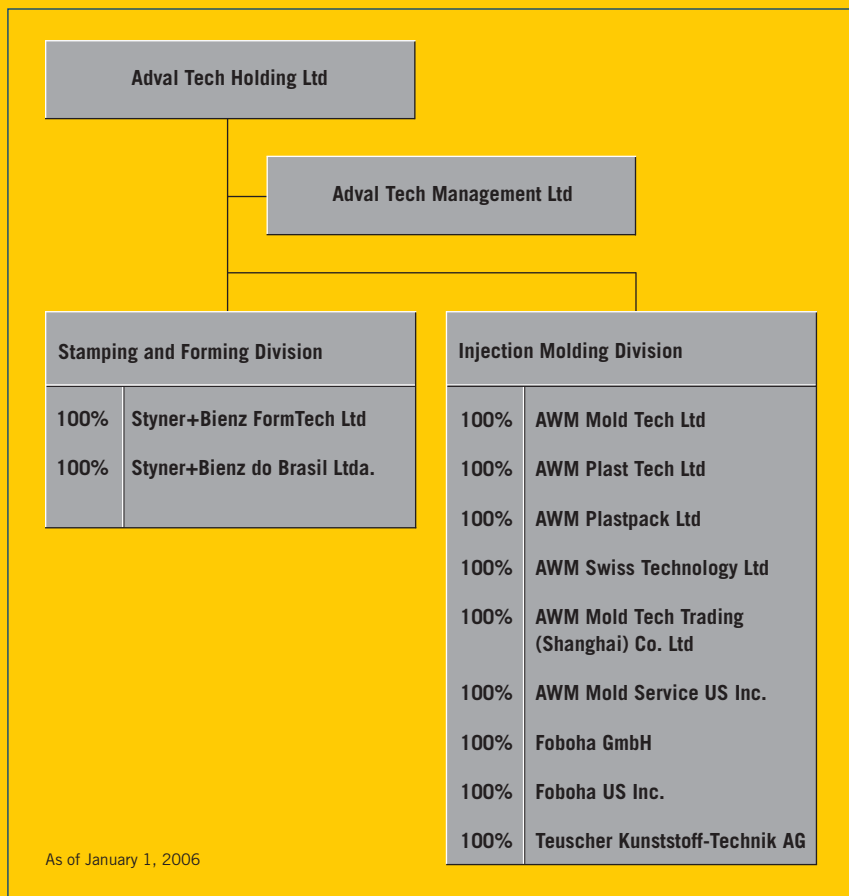 Adval Tech Holding Ltd
Adval Tech Management Ltd
Stamping and Forming Division
100% Styner+Bienz FormTech Ltd
100% Styner+Bienz do Brasil Ltda.
Injection Molding Division
100% AWM Mold Tech Ltd
100% AWM Plast Tech Ltd
100% AWM Plastpack Ltd
100% AWM Swiss Technology Ltd
100% AWM Mold Tech Trading
(Shanghai) Co. Ltd
100% AWM Mold Service US Inc.
100% Foboha GmbH
100% Foboha US Inc.
100% Teuscher Kunststoff-Technik AG
As of January 1, 2006